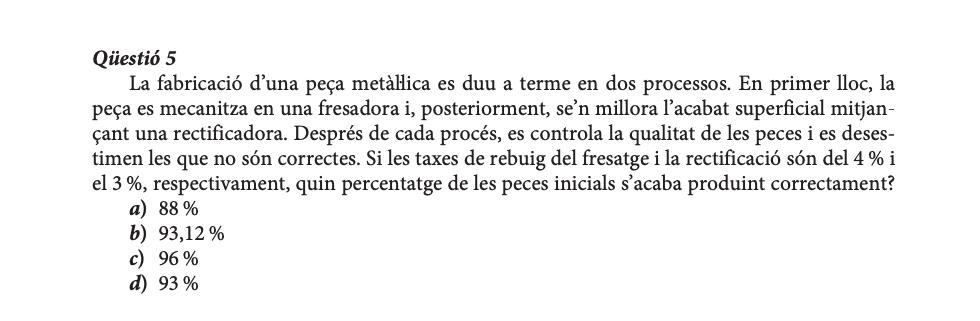 Qüestió 5
La fabricació d’una peça metàŀlica es duu a terme en dos processos. En primer lloc, la
peça es mecanitza en una fresadora i, posteriorment, se’n millora l’acabat superficial mitjan-
çant una rectificadora. Després de cada procés, es controla la qualitat de les peces i es deses-
timen les que no són correctes. Si les taxes de rebuig del fresatge i la rectificació són del 4 % i
el 3 %, respectivament, quin percentatge de les peces inicials s’acaba produint correctament?
a) 88 %
b) 93,12 %
c) 96 %
d) 93 %